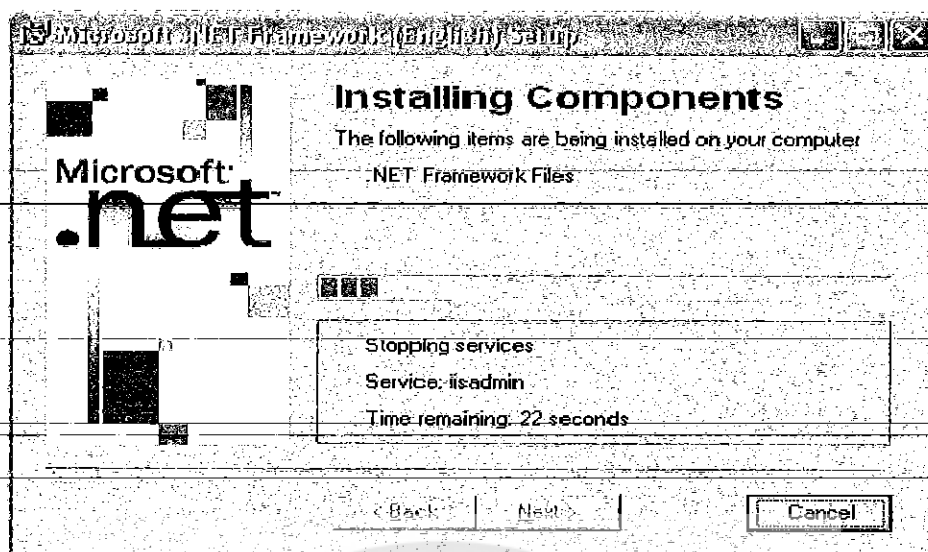 Microsoft .NET Framework (English) Setup
Installing Components
The following items are being installed on your computer
.NET Framework Files
Microsoft
.net
Stopping services
Service: iisadmin
Time remaining: 22 seconds
< Back
Next >
Cancel